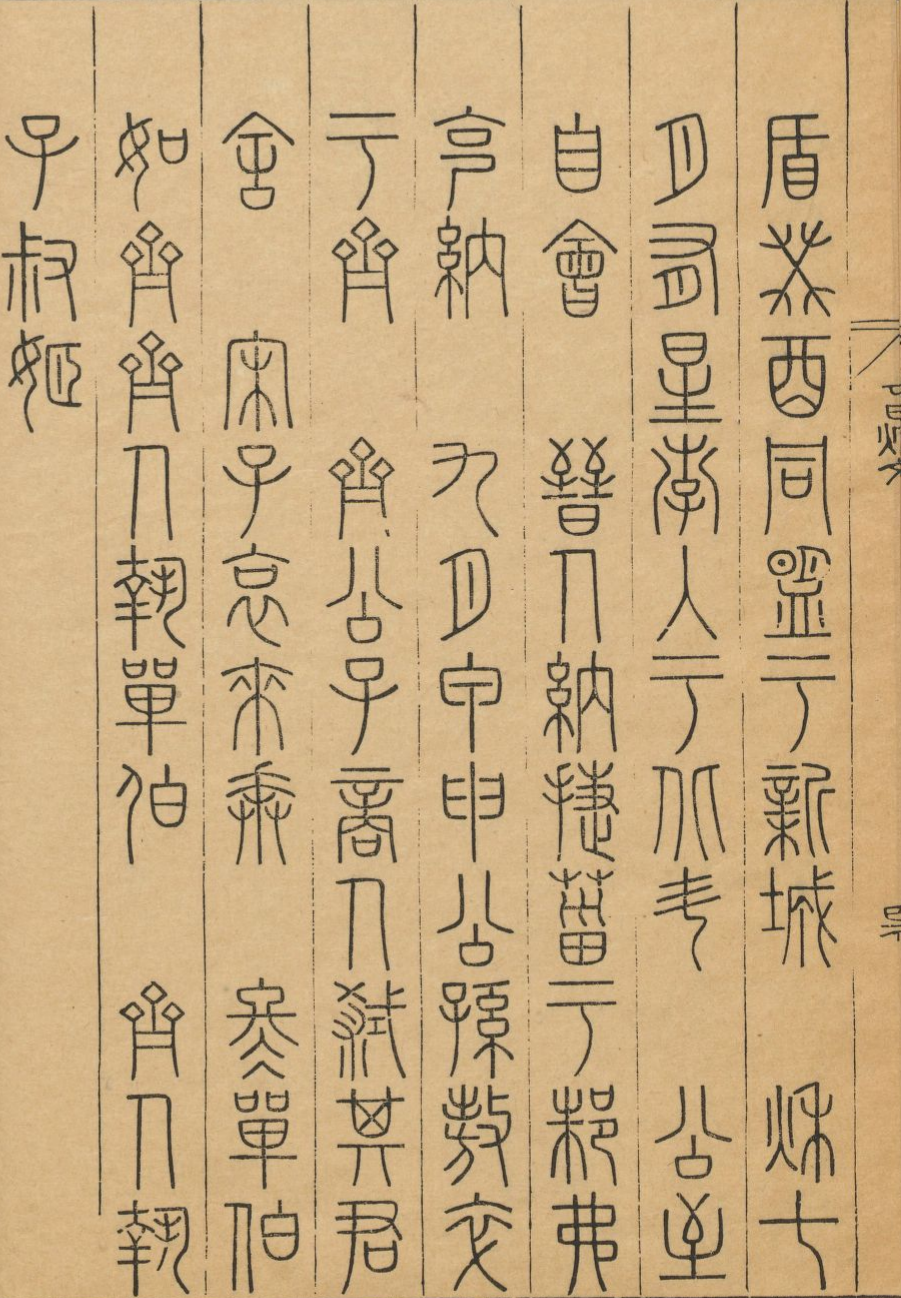 盾癸酉同盟于新城　秋七
月有星孛入于北斗　公至
自會　晉人納捷菑于邾弗
克納　九月甲申公孫敖卒
于齊　齊公子商人弒其君
舍　宋子哀來奔　冬單伯
如齊齊人執單伯　齊人執
子叔姬